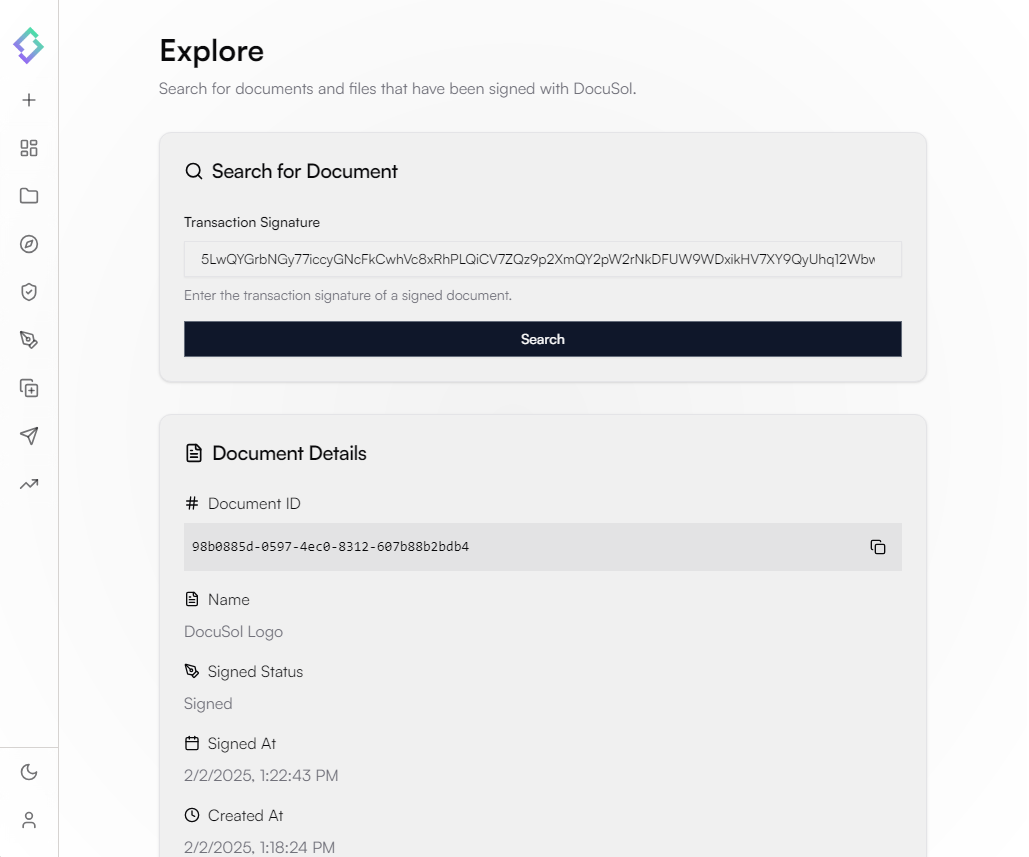 Explore
Search for documents and files that have been signed with DocuSol.
Search for Document
Transaction Signature
5LwQYGrbNGy77iccyGNcFkCwhVc8xRhPLQiCV7ZQz9p2XmQY2pW2rNkDFUW9WDxikHV7XY9QyUhq12Wbw
Enter the transaction signature of a signed document.
Search
Document Details
Document ID
98b0885d-0597-4ec0-8312-607b88b2bdb4
Name
DocuSol Logo
Signed Status
Signed
Signed At
2/2/2025, 1:22:43 PM
Created At
2/2/2025, 1:18:24 PM